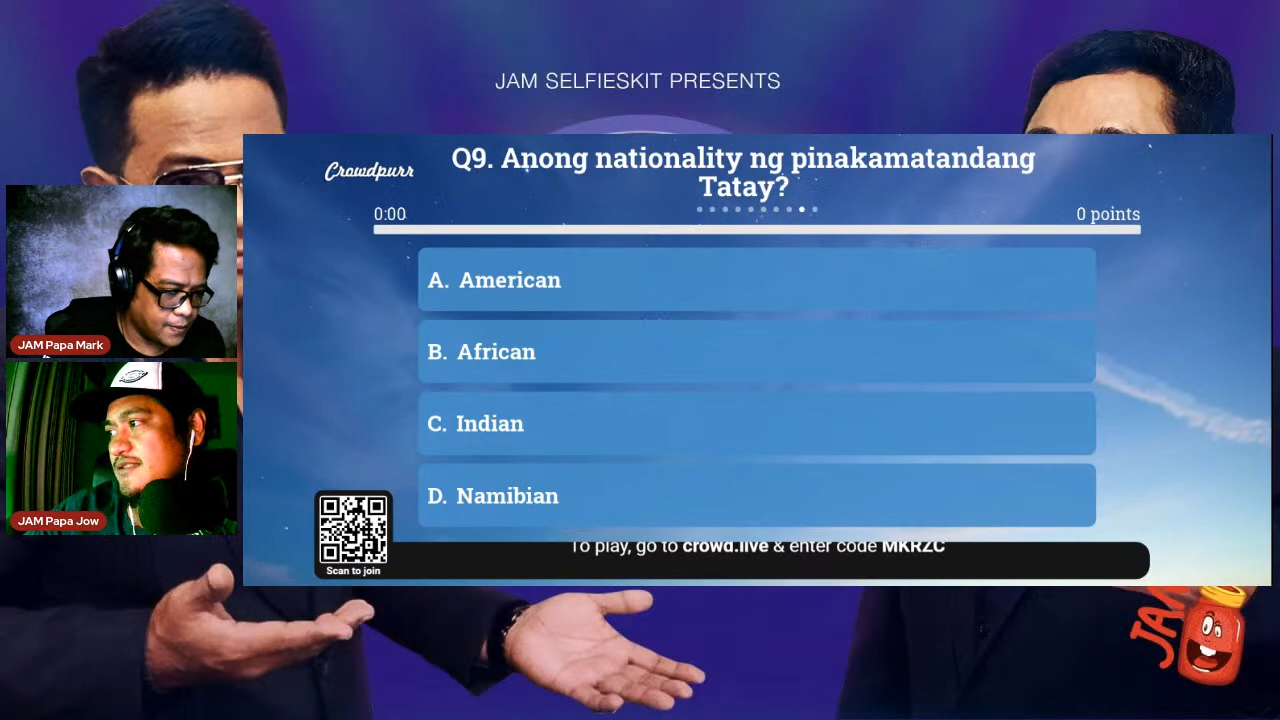 JAM SELFIESKIT PRESENTS
Crowdpurr
Q9. Anong nationality ng pinakamatandang
Tatay?
0:00
0 points
A. American
B. African
C. Indian
D. Namibian
To play, go to crowd.live & enter code MKRZC
Scan to join
JAM Papa Mark
JAM Papa Jow
JAM